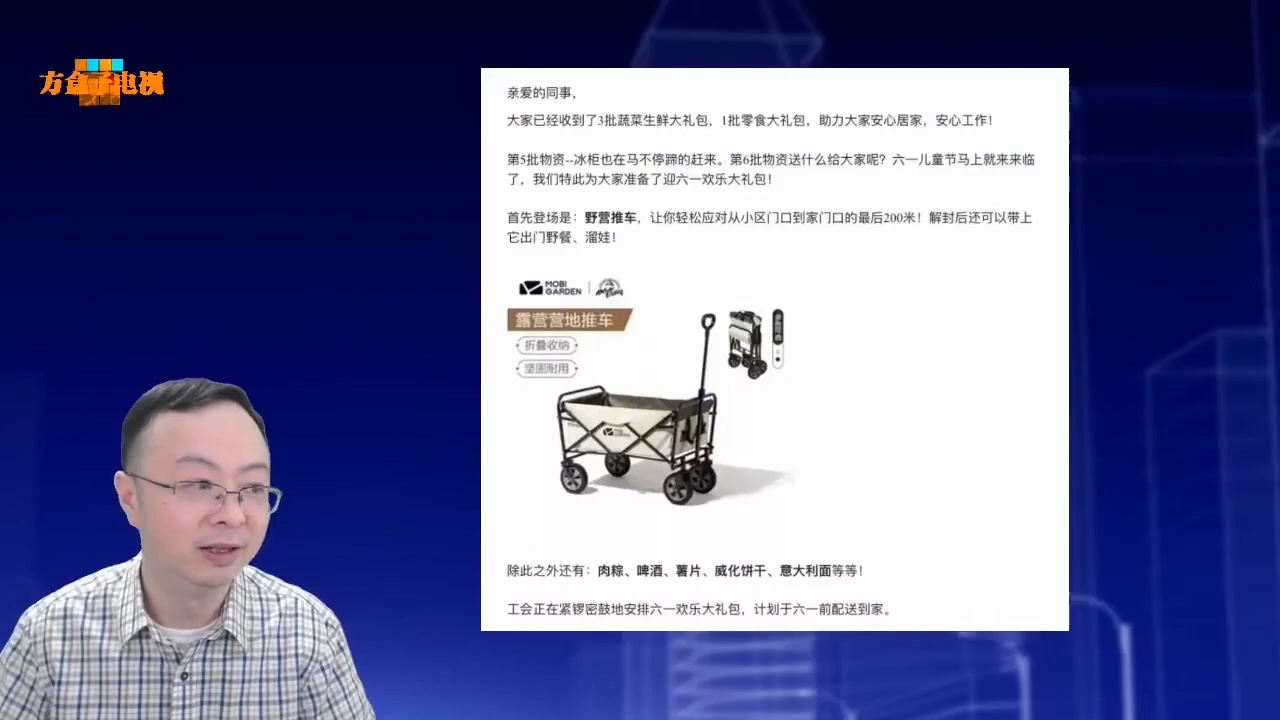 方盒子电视
亲爱的同事，
大家已经收到了3批蔬菜生鲜大礼包，1批零食大礼包，助力大家安心居家，安心工作！
第5批物资--冰柜也在马不停蹄的赶来。第6批物资送什么给大家呢？六一儿童节马上就来来临
了，我们特此为大家准备了迎六一欢乐大礼包！
首先登场是：野营推车，让你轻松应对从小区门口到家门口的最后200米！解封后还可以带上
它出门野餐、溜娃！
MOBI
GARDEN
露营营地推车
折叠收纳
坚固耐用
除此之外还有：肉粽、啤酒、薯片、威化饼干、意大利面等等！
工会正在紧锣密鼓地安排六一欢乐大礼包，计划于六一前配送到家。